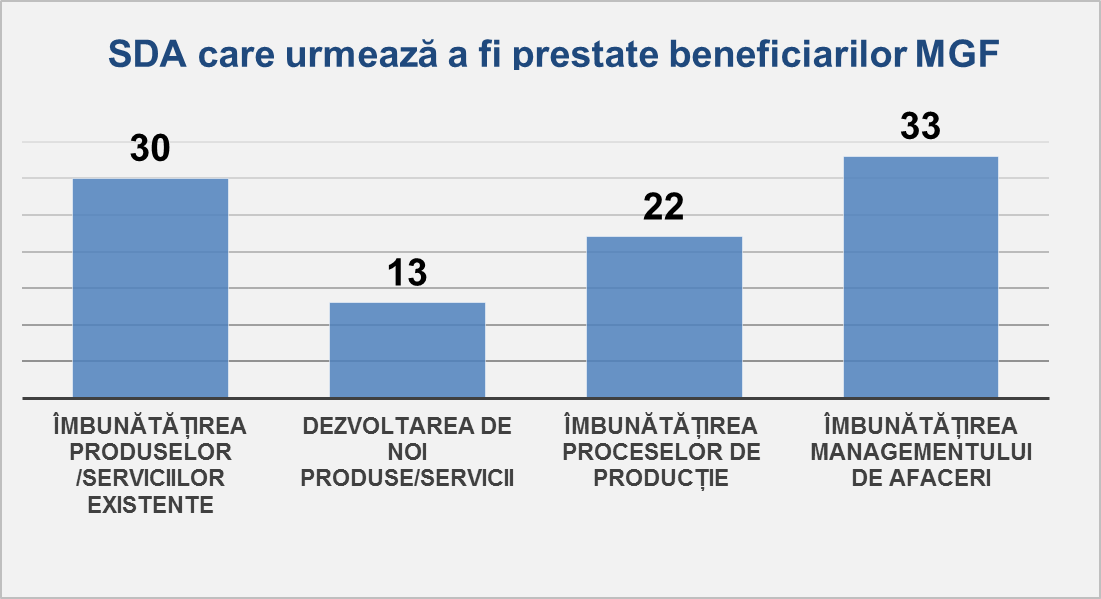 SDA care urmează a fi prestate beneficiarilor MGF
30
13
22
33
ÎMBUNĂTĂȚIREA
PRODUSELOR
/SERVICIILOR
EXISTENTE
DEZVOLTAREA DE
NOI
PRODUSE/SERVICII
ÎMBUNĂTĂȚIREA
PROCESELOR DE
PRODUCȚIE
ÎMBUNĂTĂȚIREA
MANAGEMENTULUI
DE AFACERI